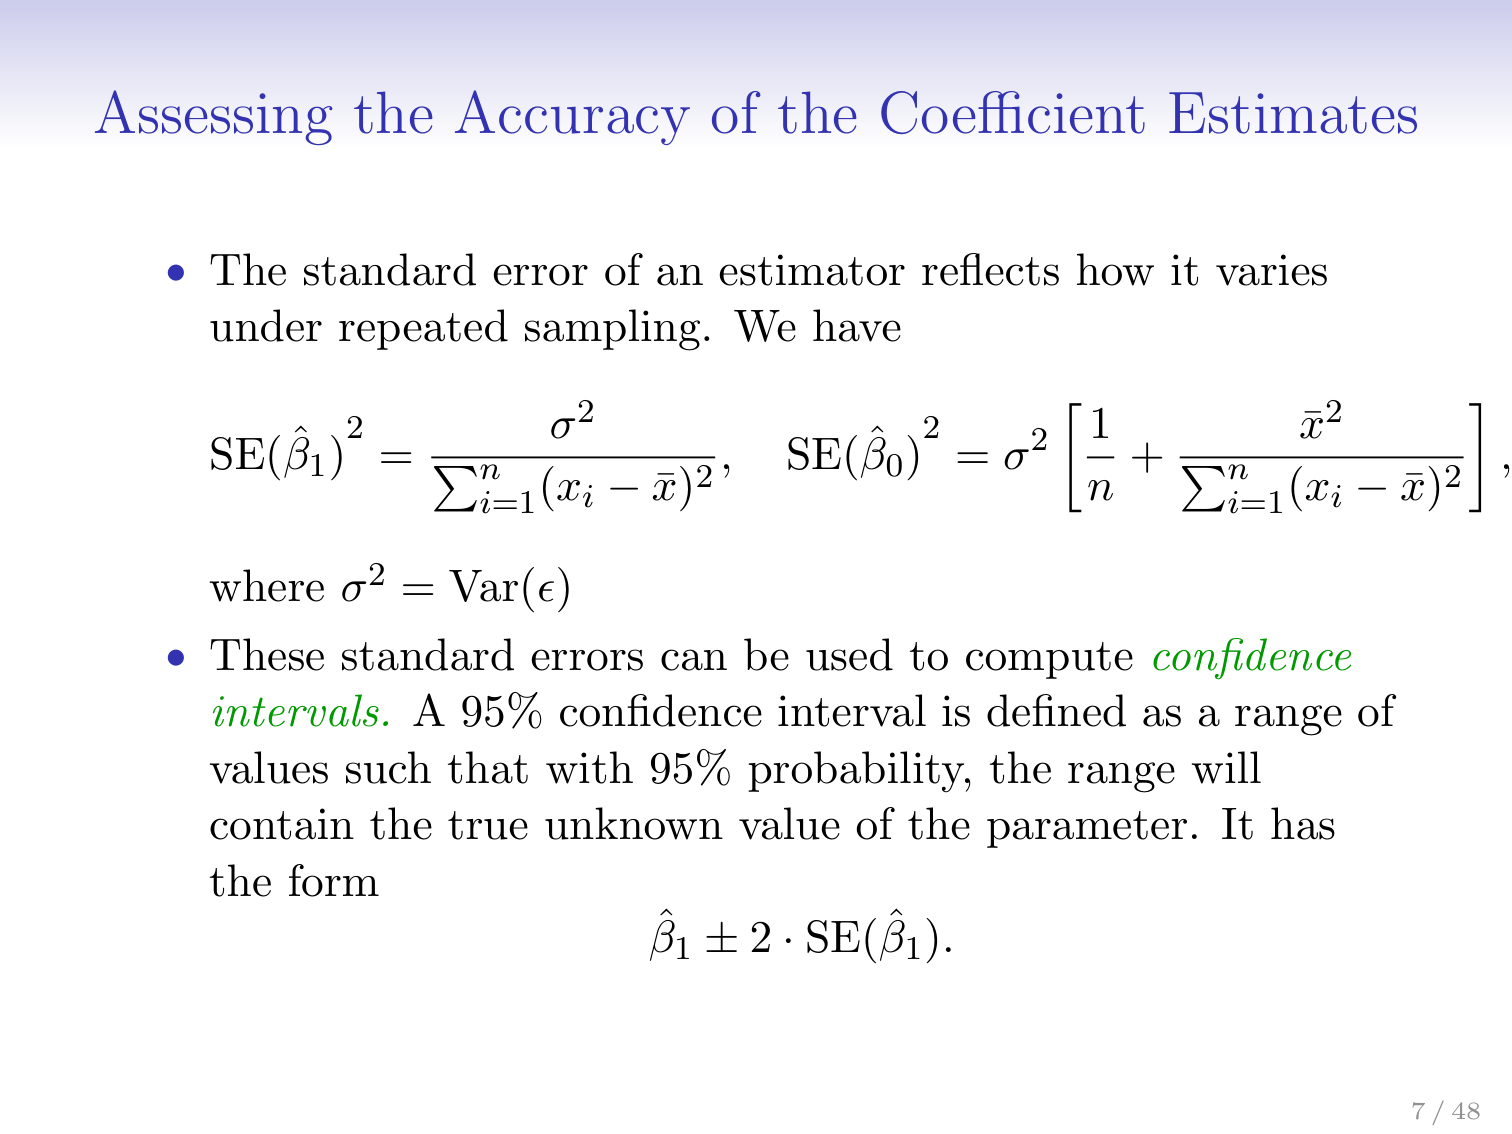 Assessing the Accuracy of the Coefficient Estimates
• The standard error of an estimator reflects how it varies
under repeated sampling. We have
SE(β̂₁)² = σ² / ∑ⁿᵢ₌₁(xᵢ − x̄)², SE(β̂₀)² = σ² [1/n + x̄² / ∑ⁿᵢ₌₁(xᵢ − x̄)²],
where σ² = Var(ϵ)
• These standard errors can be used to compute confidence
intervals. A 95% confidence interval is defined as a range of
values such that with 95% probability, the range will
contain the true unknown value of the parameter. It has
the form
β̂₁ ± 2 · SE(β̂₁).
7 / 48